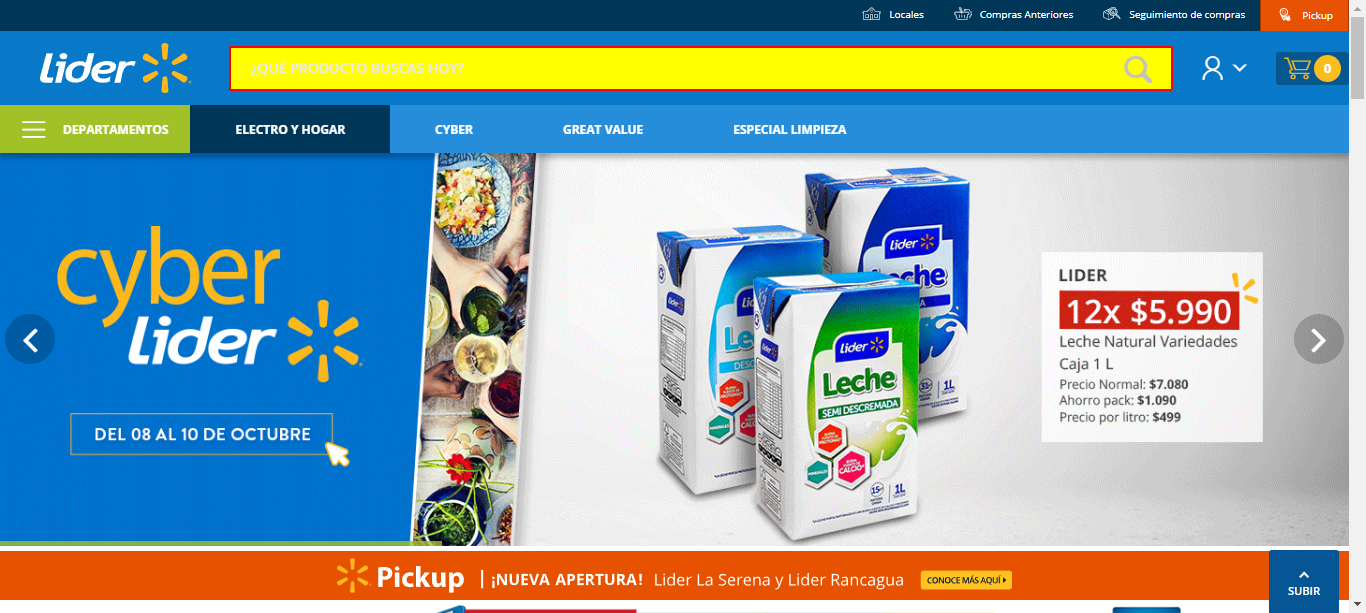 Locales
Compras Anteriores
Seguimiento de compras
Pickup
Lider
¿QUÉ PRODUCTO BUSCAS HOY?
0
DEPARTAMENTOS
ELECTRO Y HOGAR
CYBER
GREAT VALUE
ESPECIAL LIMPIEZA
cyber
lider
DEL 08 AL 10 DE OCTUBRE
lider
Leche
SEMI DESCREMADA
1L
LIDER
12x $5.990
Leche Natural Variedades
Caja 1 L
Precio Normal: $7.080
Ahorro pack: $1.090
Precio por litro: $499
Pickup | ¡NUEVA APERTURA! Lider La Serena y Lider Rancagua CONOCE MÁS AQUÍ
SUBIR